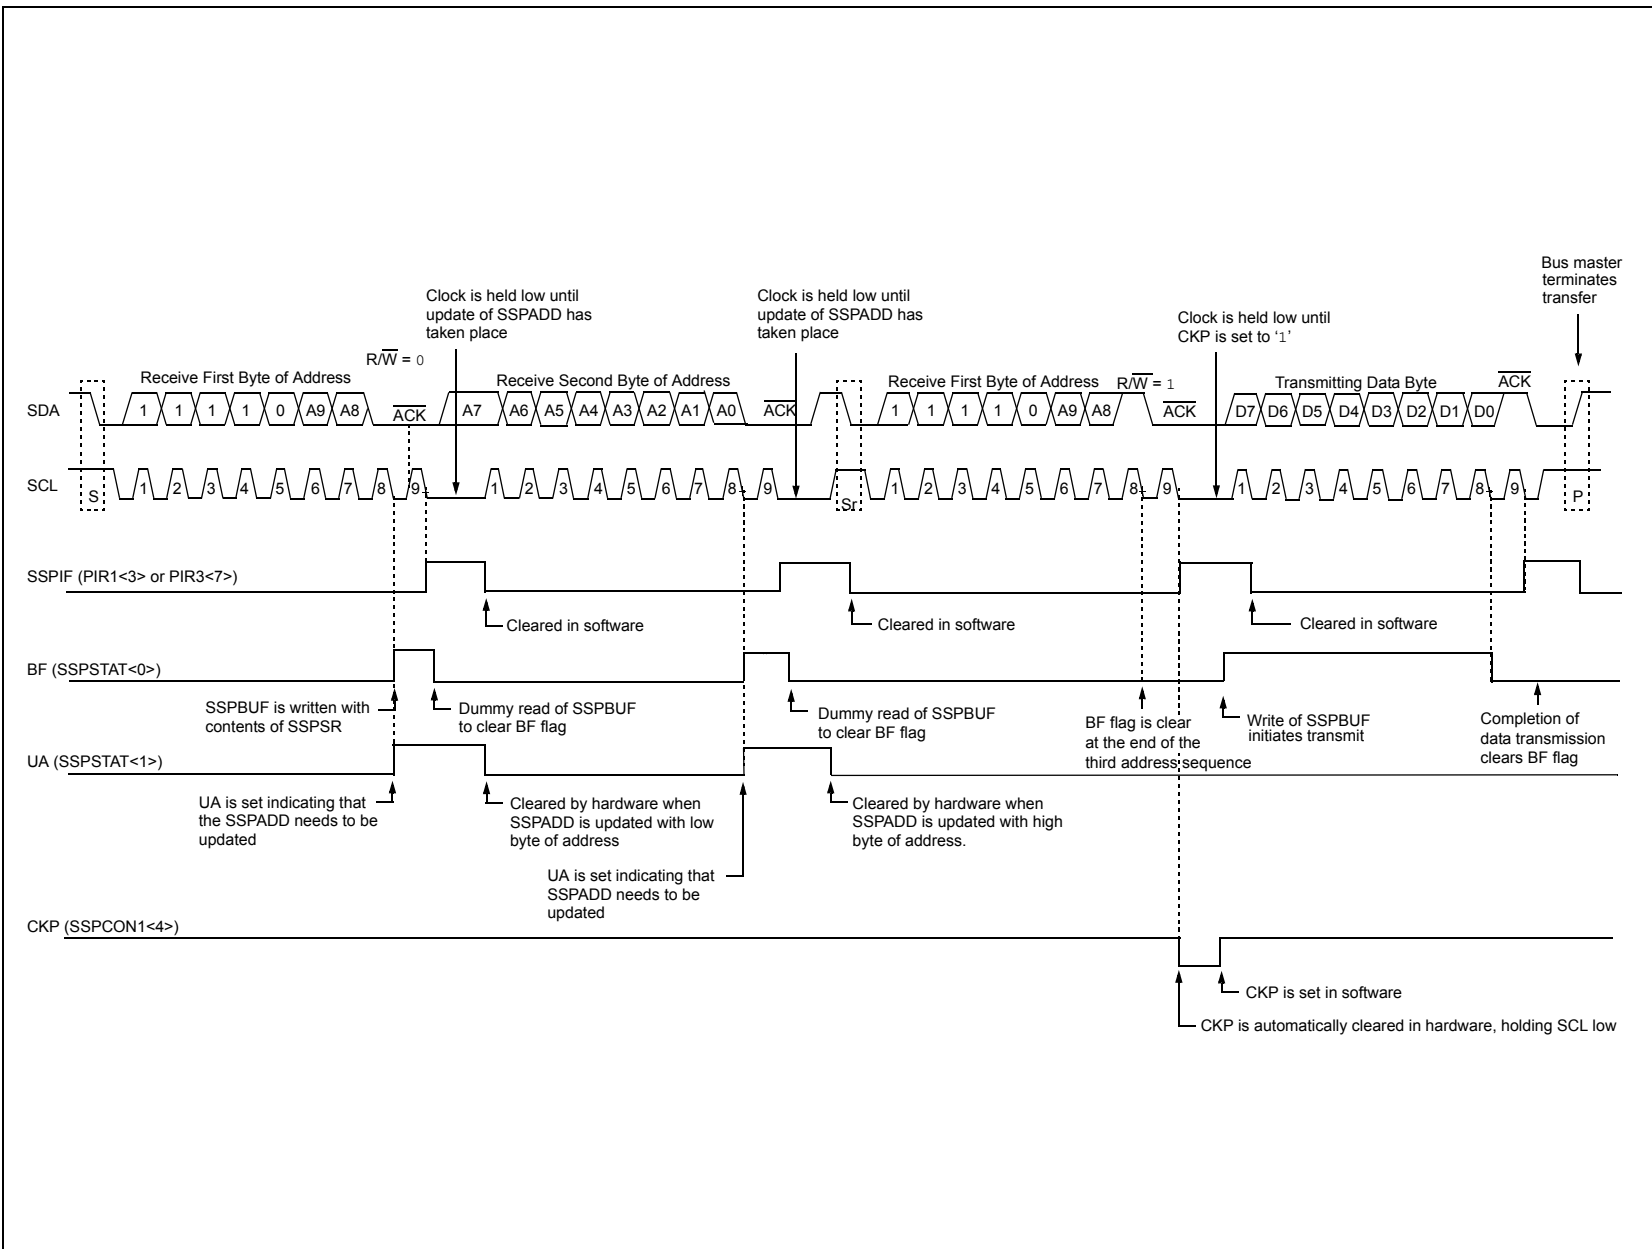 Bus master
terminates
transfer
Clock is held low until
update of SSPADD has
taken place
Clock is held low until
update of SSPADD has
taken place
Clock is held low until
CKP is set to ‘1’
R/W = 0
Receive First Byte of Address
Receive Second Byte of Address
Receive First Byte of Address
R/W = 1
Transmitting Data Byte
ACK
SDA
1 1 1 1 0 A9 A8 ACK A7 A6 A5 A4 A3 A2 A1 A0 ACK 1 1 1 1 0 A9 A8 ACK D7 D6 D5 D4 D3 D2 D1 D0
SCL
S 1 2 3 4 5 6 7 8 9 1 2 3 4 5 6 7 8 9 Sr 1 2 3 4 5 6 7 8 9 1 2 3 4 5 6 7 8 9 P
SSPIF (PIR1<3> or PIR3<7>)
Cleared in software
Cleared in software
Cleared in software
BF (SSPSTAT<0>)
SSPBUF is written with
contents of SSPSR
Dummy read of SSPBUF
to clear BF flag
Dummy read of SSPBUF
to clear BF flag
BF flag is clear
at the end of the
third address sequence
Write of SSPBUF
initiates transmit
Completion of
data transmission
clears BF flag
UA (SSPSTAT<1>)
UA is set indicating that
the SSPADD needs to be
updated
Cleared by hardware when
SSPADD is updated with low
byte of address
Cleared by hardware when
SSPADD is updated with high
byte of address.
UA is set indicating that
SSPADD needs to be
updated
CKP (SSPCON1<4>)
CKP is set in software
CKP is automatically cleared in hardware, holding SCL low